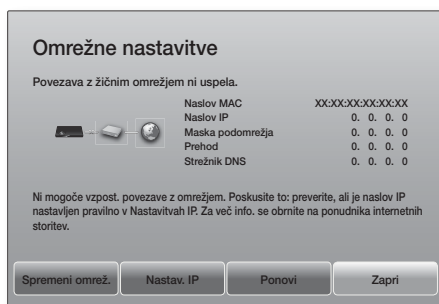 Omrežne nastavitve
Povezava z žičnim omrežjem ni uspela.
Naslov MAC XX:XX:XX:XX:XX:XX
Naslov IP 0. 0. 0. 0
Maska podomrežja 0. 0. 0. 0
Prehod 0. 0. 0. 0
Strežnik DNS 0. 0. 0. 0
Ni mogoče vzpost. povezave z omrežjem. Poskusite to: preverite, ali je naslov IP
nastavljen pravilno v Nastavitvah IP. Za več info. se obrnite na ponudnika internetnih
storitev.
Spremeni omrež. Nastav. IP Ponovi Zapri